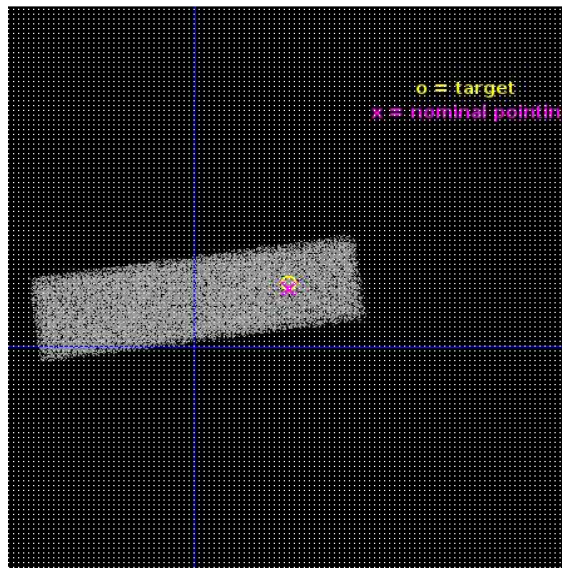 o = target
x = nominal pointin